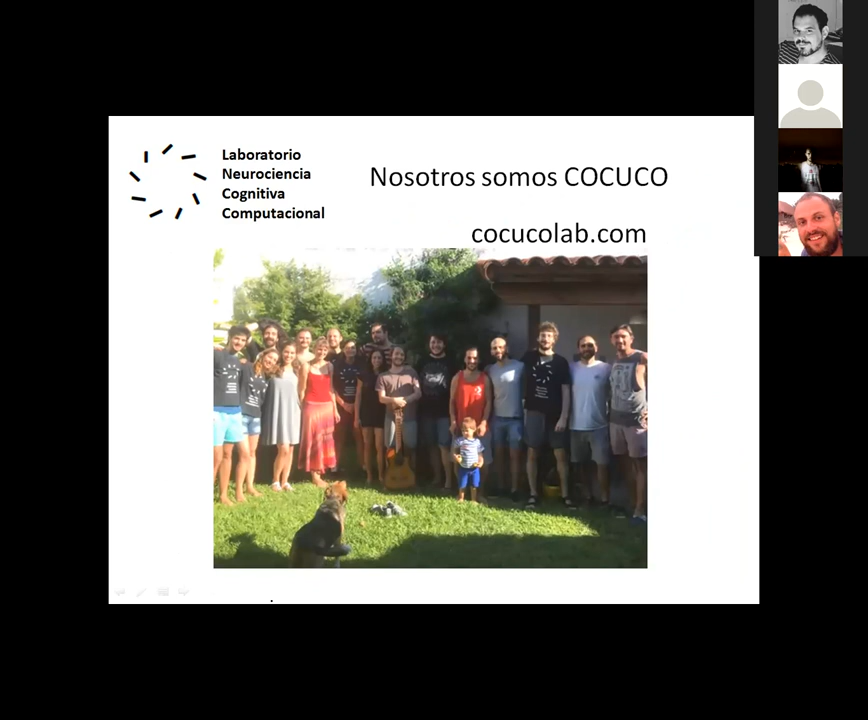 Laboratorio
Neurociencia
Cognitiva
Computacional
Nosotros somos COCUCO
cocucolab.com